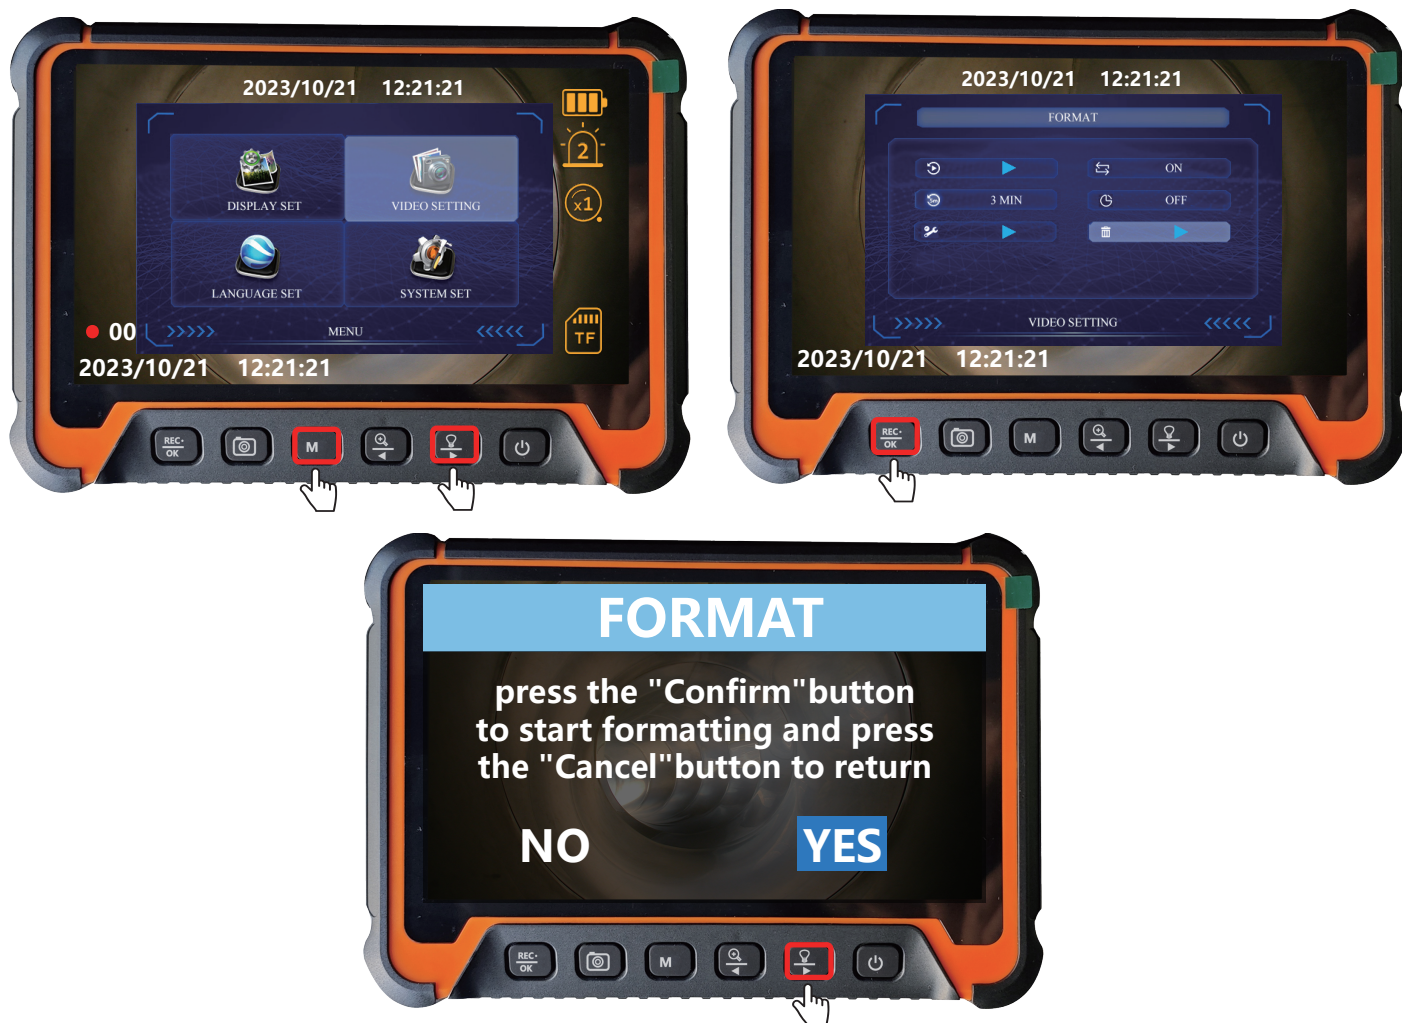 2023/10/21 12:21:21
2
x1
DISPLAY SET
VIDEO SETTING
LANGUAGE SET
SYSTEM SET
MENU
TF
00
2023/10/21 12:21:21
REC·
OK
M
2023/10/21 12:21:21
FORMAT
ON
3 MIN
OFF
VIDEO SETTING
2023/10/21 12:21:21
REC·
OK
M
FORMAT
press the "Confirm"button
to start formatting and press
the "Cancel"button to return
NO YES
REC·
OK
M